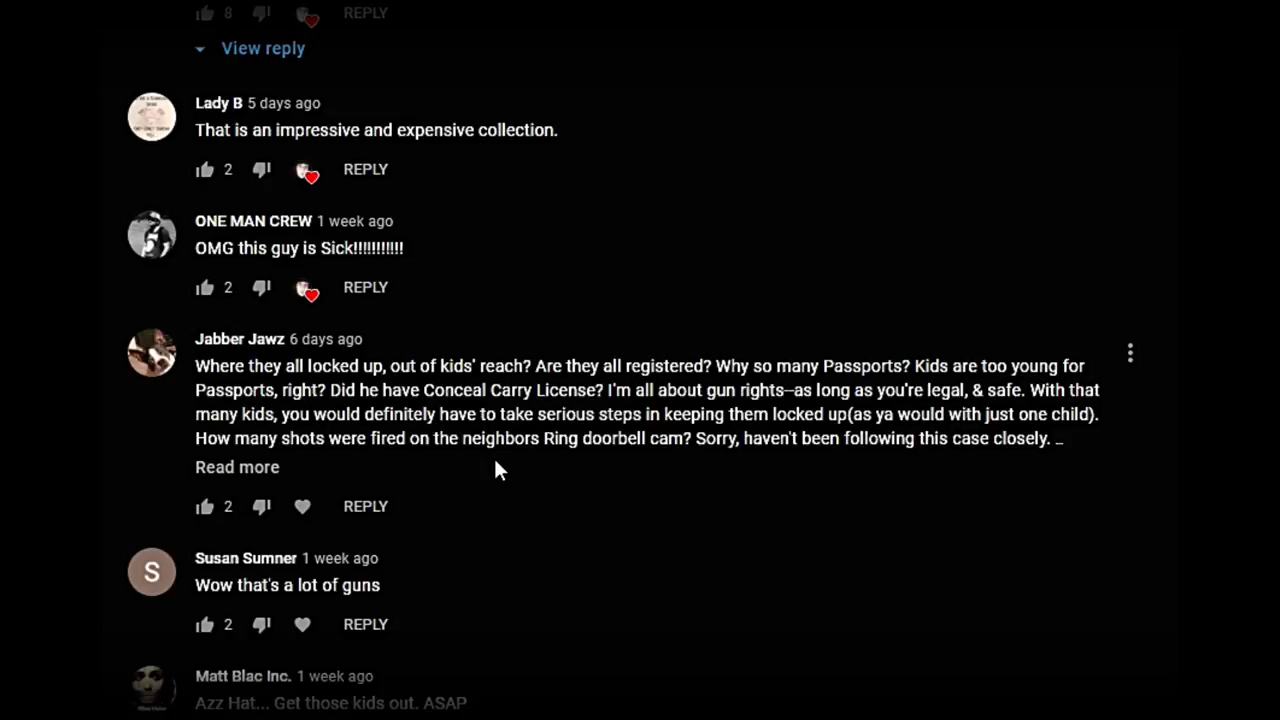 8 REPLY
View reply
Lady B 5 days ago
That is an impressive and expensive collection.
2 REPLY
ONE MAN CREW 1 week ago
OMG this guy is Sick!!!!!!!!!!!
2 REPLY
Jabber Jawz 6 days ago
Where they all locked up, out of kids' reach? Are they all registered? Why so many Passports? Kids are too young for
Passports, right? Did he have Conceal Carry License? I'm all about gun rights--as long as you're legal, & safe. With that
many kids, you would definitely have to take serious steps in keeping them locked up(as ya would with just one child).
How many shots were fired on the neighbors Ring doorbell cam? Sorry, haven't been following this case closely. ...
Read more
2 REPLY
S
Susan Sumner 1 week ago
Wow that's a lot of guns
2 REPLY
Matt Blac Inc. 1 week ago
Azz Hat... Get those kids out. ASAP